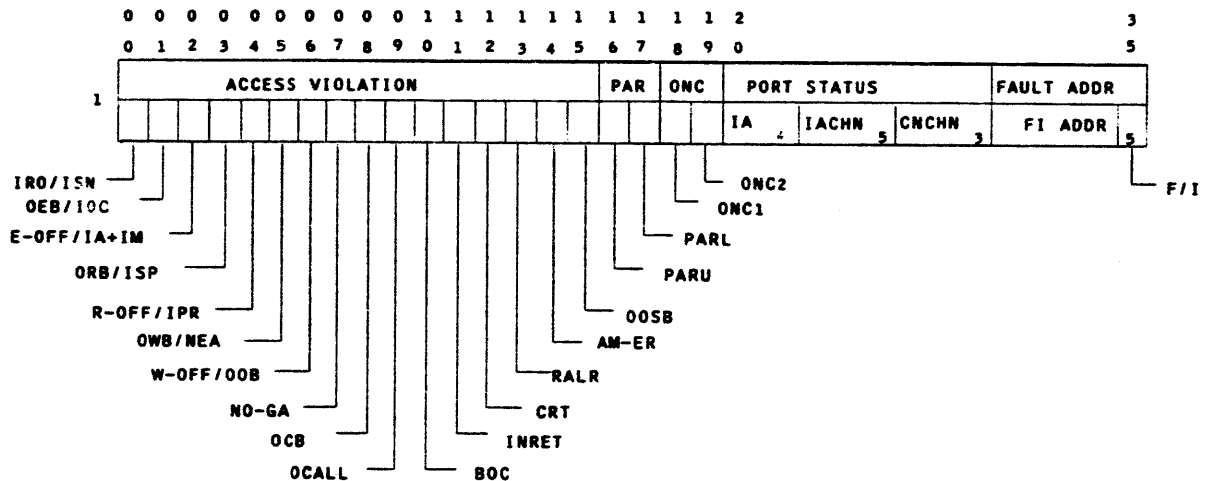 0 0 0 0 0 0 0 0 0 0 1 1 1 1 1 1 1 1 1 1 2 3
0 1 2 3 4 5 6 7 8 9 0 1 2 3 4 5 6 7 8 9 0 5
1 ACCESS VIOLATION PAR ONC PORT STATUS FAULT ADDR
IA 4 IACHN 5 CNCHN 3 FI ADDR 5
IRO/ISN ONC2 F/I
OEB/IOC ONC1
E-OFF/IA+IM PARL
ORB/ISP PARU
R-OFF/IPR OOSB
OWB/NEA AM-ER
W-OFF/OOB RALR
NO-GA CRT
OCB INRET
OCALL BOC